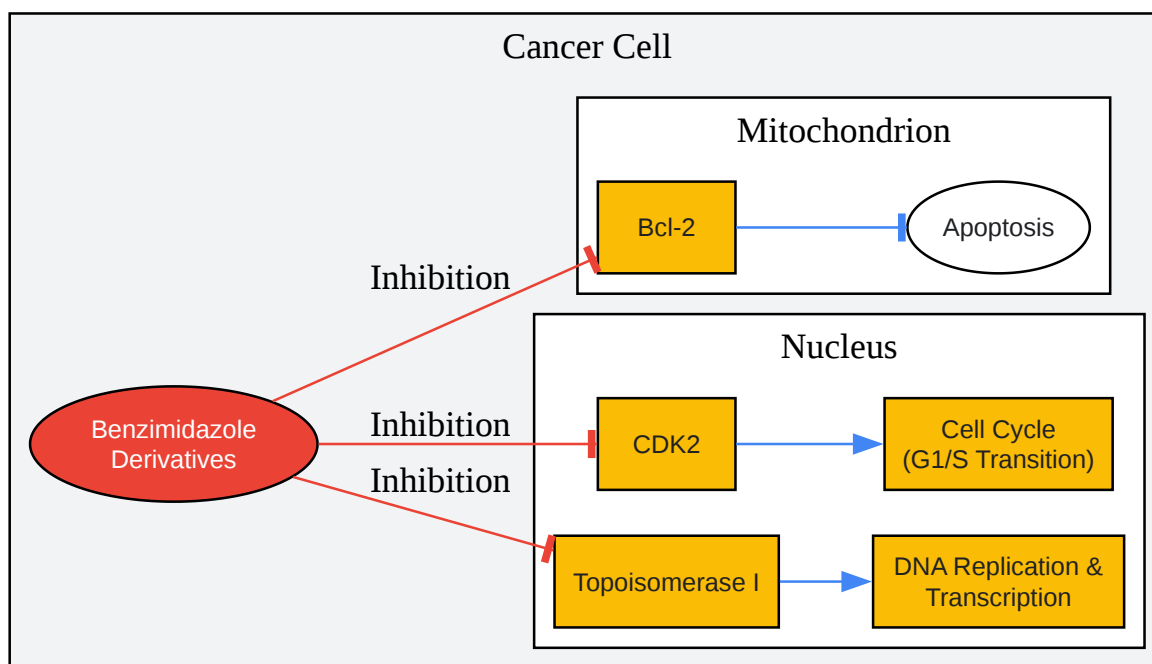 Cancer Cell
Mitochondrion
Bcl-2
Apoptosis
Inhibition
Nucleus
Benzimidazole
Derivatives
Inhibition
CDK2
Cell Cycle
(G1/S Transition)
Inhibition
Topoisomerase I
DNA Replication &
Transcription